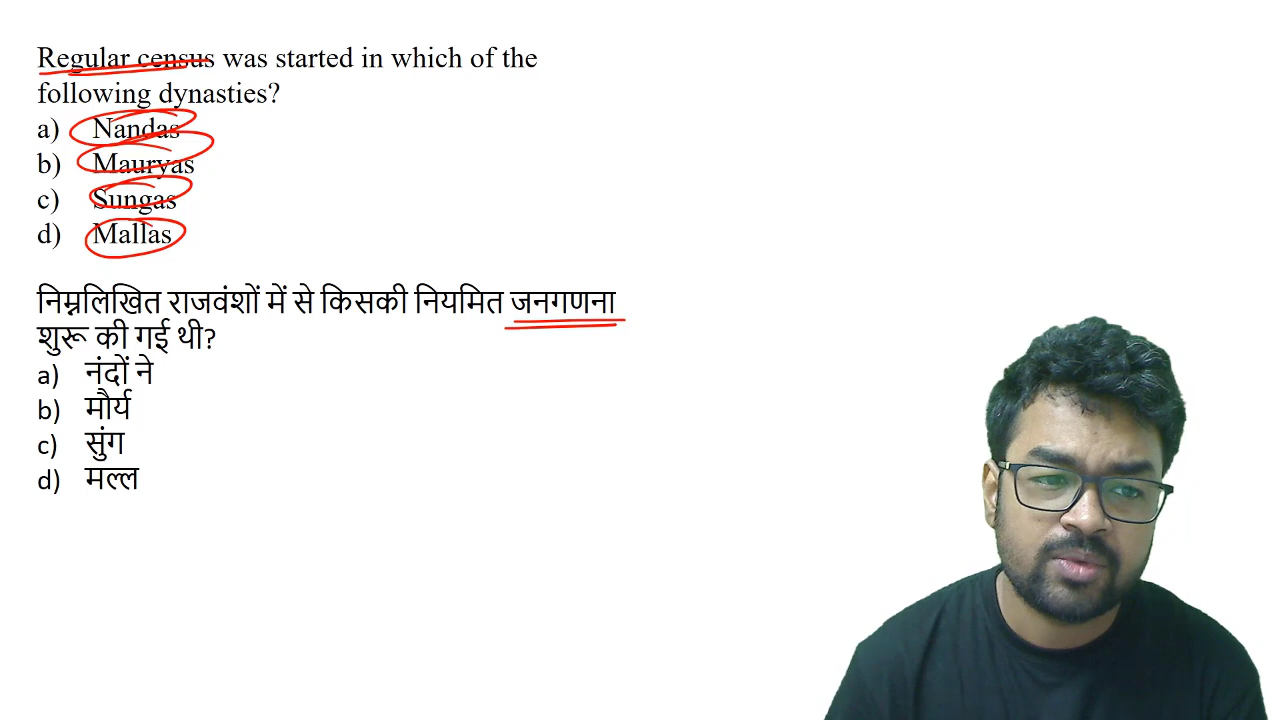 Regular census was started in which of the
following dynasties?
a) Nandas
b) Mauryas
c) Sungas
d) Mallas
निम्नलिखित राजवंशों में से किसकी नियमित जनगणना
शुरू की गई थी?
a) नंदों ने
b) मौर्य
c) सुंग
d) मल्ल